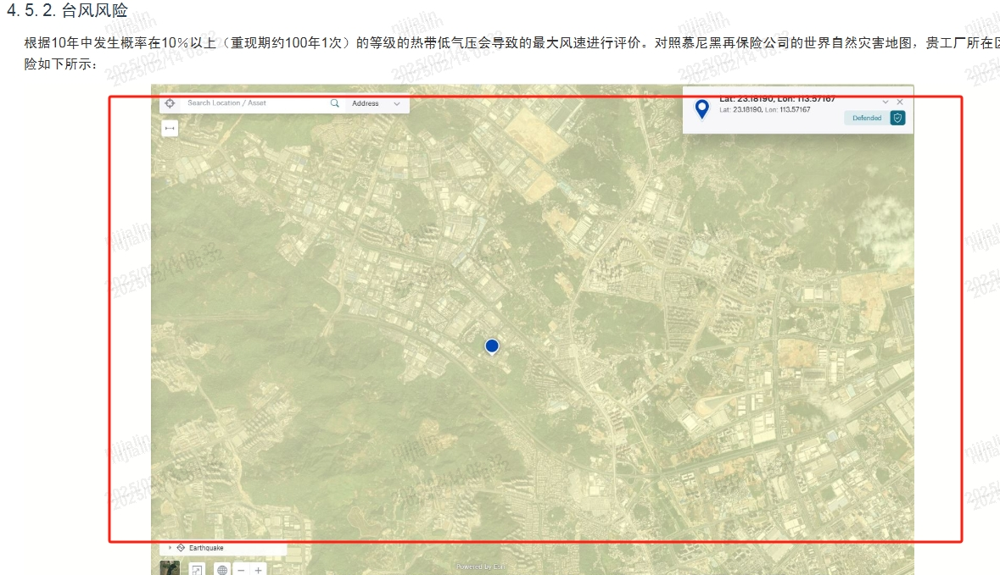 4. 5. 2. 台风风险
根据10年中发生概率在10%以上（重现期约100年1次）的等级的热带低气压会导致的最大风速进行评价。对照慕尼黑再保险公司的世界自然灾害地图，贵工厂所在
险如下所示：
Search Location / Asset
Address
Lat: 23.18190, Lon: 113.57167
Lat: 23.18190, Lon: 113.57167
Defended
Earthquake
Powered by Esri
nijialin
nijialin